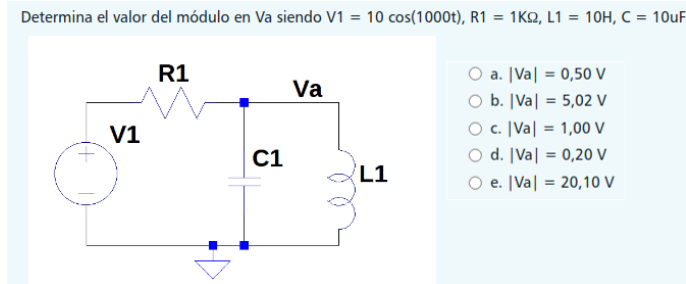 Determina el valor del módulo en Va siendo V1 = 10 cos(1000t), R1 = 1KΩ, L1 = 10H, C = 10uF
R1
Va
V1
C1
L1
a. |Va| = 0,50 V
b. |Va| = 5,02 V
c. |Va| = 1,00 V
d. |Va| = 0,20 V
e. |Va| = 20,10 V